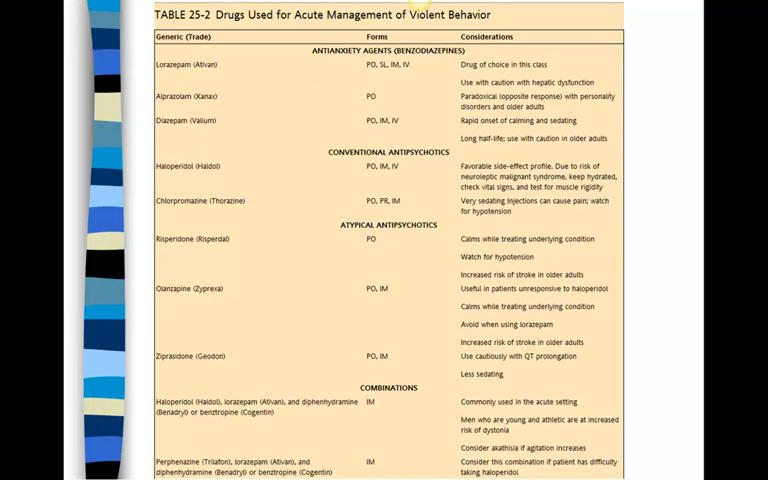 TABLE 25-2 Drugs Used for Acute Management of Violent Behavior
Generic (Trade) Forms Considerations
ANTIANXIETY AGENTS (BENZODIAZEPINES)
Lorazepam (Ativan) PO, SL, IM, IV Drug of choice in this class
Use with caution with hepatic dysfunction
Alprazolam (Xanax) PO Paradoxical (opposite response) with personality
disorders and older adults
Diazepam (Valium) PO, IM, IV Rapid onset of calming and sedating
Long half-life; use with caution in older adults
CONVENTIONAL ANTIPSYCHOTICS
Haloperidol (Haldol) PO, IM, IV Favorable side-effect profile. Due to risk of
neuroleptic malignant syndrome, keep hydrated,
check vital signs, and test for muscle rigidity
Chlorpromazine (Thorazine) PO, PR, IM Very sedating Injections can cause pain; watch
for hypotension
ATYPICAL ANTIPSYCHOTICS
Risperidone (Risperdal) PO Calms while treating underlying condition
Watch for hypotension
Increased risk of stroke in older adults
Olanzapine (Zyprexa) PO, IM Useful in patients unresponsive to haloperidol
Calms while treating underlying condition
Avoid when using lorazepam
Increased risk of stroke in older adults
Ziprasidone (Geodon) PO, IM Use cautiously with QT prolongation
Less sedating
COMBINATIONS
Haloperidol (Haldol), lorazepam (Ativan), and diphenhydramine IM Commonly used in the acute setting
(Benadryl) or benztropine (Cogentin)
Men who are young and athletic are at increased
risk of dystonia
Consider akathisia if agitation increases
Perphenazine (Trilafon), lorazepam (Ativan), and IM Consider this combination if patient has difficulty
diphenhydramine (Benadryl) or benztropine (Cogentin) taking haloperidol